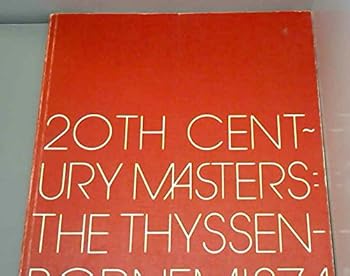 20TH CENT~
URY MASTERS:
THE THYSSEN-